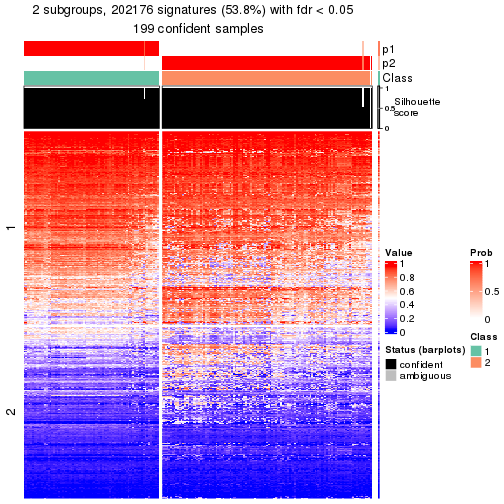 2 subgroups, 202176 signatures (53.8%) with fdr < 0.05
199 confident samples
p1
p2
Class
1
0.5
0
Silhouette
score
1
2
Value
1
0.8
0.6
0.4
0.2
0
Prob
1
0.5
0
Status (barplots)
confident
ambiguous
Class
1
2